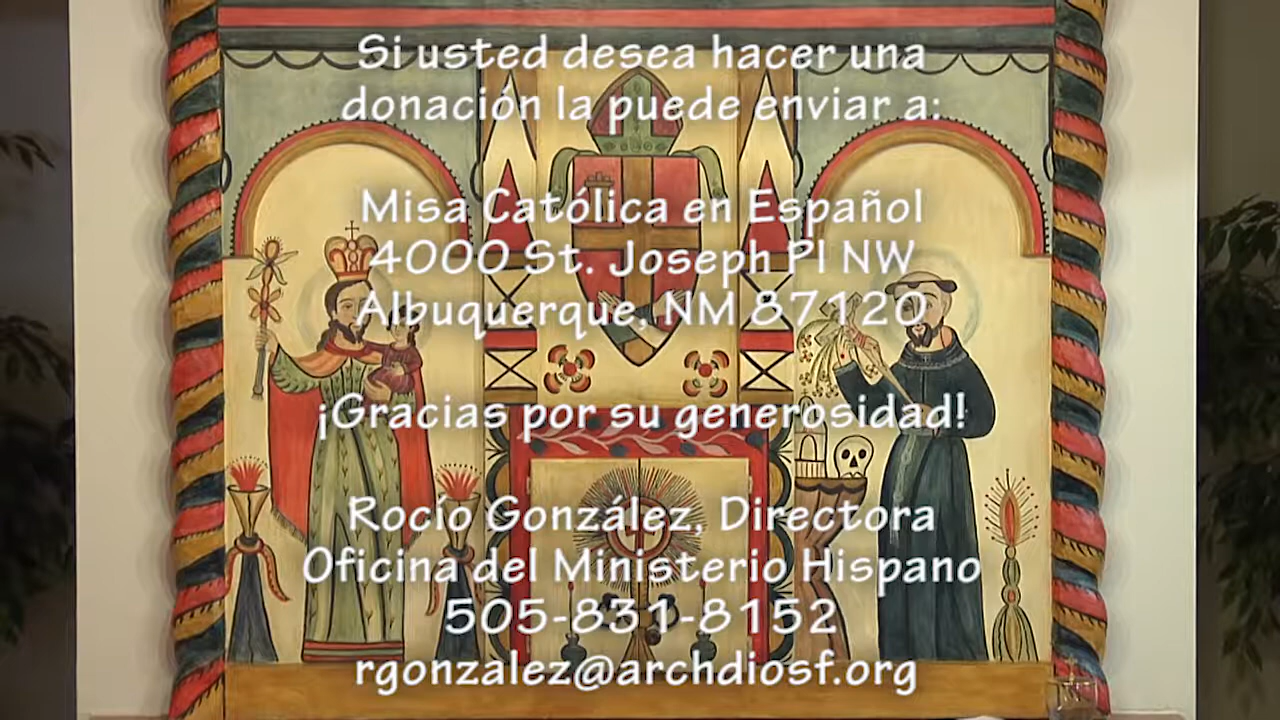 Si usted desea hacer una
donación la puede enviar a:
Misa Católica en Español
4000 St. Joseph Pl NW
Albuquerque, NM 87120
¡Gracias por su generosidad!
Rocío González, Directora
Oficina del Ministerio Hispano
505-831-8152
rgonzalez@archdiosf.org